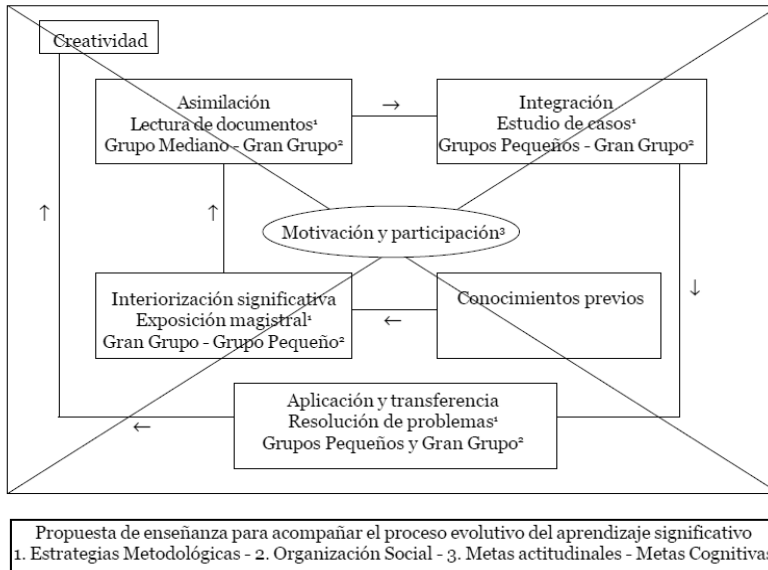 Creatividad
Asimilación
Lectura de documentos¹
Grupo Mediano - Gran Grupo²
→
Integración
Estudio de casos¹
Grupos Pequeños - Gran Grupo²
↑
↑
Motivación y participación³
Interiorización significativa
Exposición magistral¹
Gran Grupo - Grupo Pequeño²
←
Conocimientos previos
↓
Aplicación y transferencia
Resolución de problemas¹
Grupos Pequeños y Gran Grupo²
←
Propuesta de enseñanza para acompañar el proceso evolutivo del aprendizaje significativo
1. Estrategias Metodológicas - 2. Organización Social - 3. Metas actitudinales - Metas Cognitivas